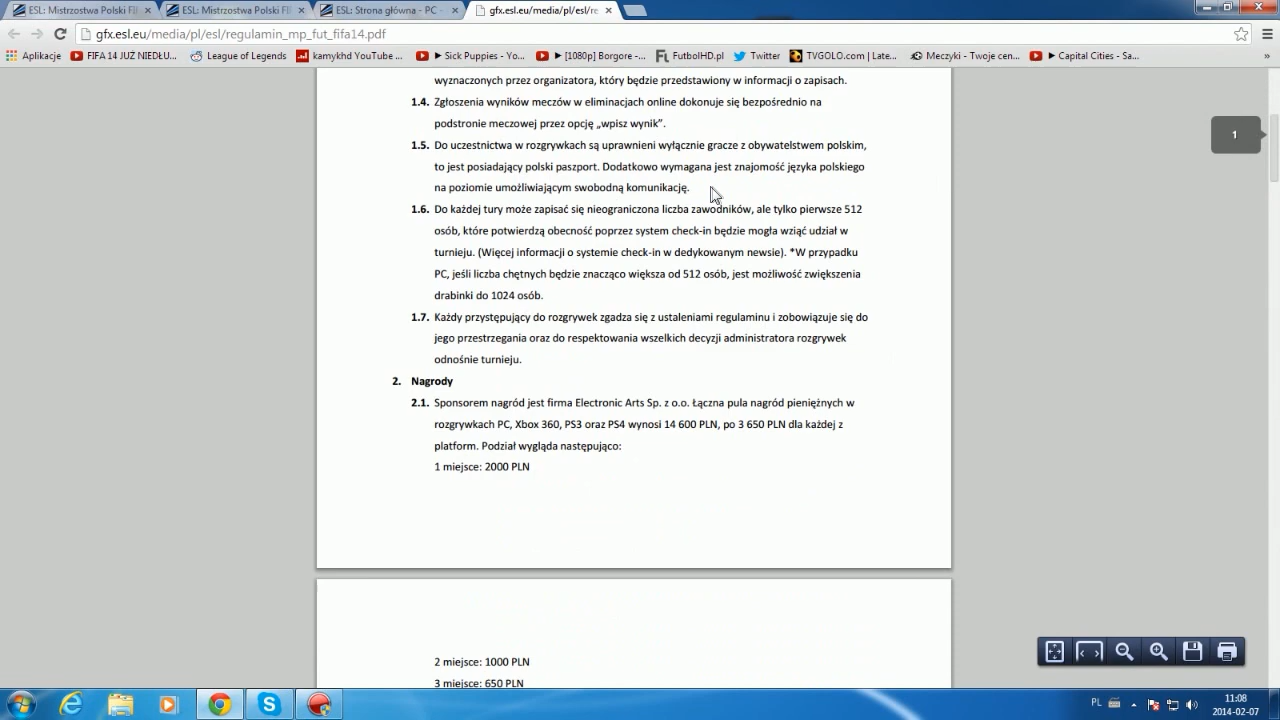 ESL: Mistrzostwa Polski FI
ESL: Mistrzostwa Polski FI
ESL: Strona główna - PC -
gfx.esl.eu/media/pl/esl/re
gfx.esl.eu/media/pl/esl/regulamin_mp_fut_fifa14.pdf
Aplikacje
FIFA 14 JUŻ NIEDŁU...
League of Legends
kamykhd YouTube ...
► Sick Puppies - Yo...
► [1080p] Borgore -...
FutbolHD.pl
Twitter
TVGOLO.com | Late...
Meczyki - Twoje cen...
► Capital Cities - Sa...
»
wyznaczonych przez organizatora, który będzie przedstawiony w informacji o zapisach.
1.4. Zgłoszenia wyników meczów w eliminacjach online dokonuje się bezpośrednio na
podstronie meczowej przez opcję „wpisz wynik”.
1
1.5. Do uczestnictwa w rozgrywkach są uprawnieni wyłącznie gracze z obywatelstwem polskim,
to jest posiadający polski paszport. Dodatkowo wymagana jest znajomość języka polskiego
na poziomie umożliwiającym swobodną komunikację.
1.6. Do każdej tury może zapisać się nieograniczona liczba zawodników, ale tylko pierwsze 512
osób, które potwierdzą obecność poprzez system check-in będzie mogła wziąć udział w
turnieju. (Więcej informacji o systemie check-in w dedykowanym newsie). *W przypadku
PC, jeśli liczba chętnych będzie znacząco większa od 512 osób, jest możliwość zwiększenia
drabinki do 1024 osób.
1.7. Każdy przystępujący do rozgrywek zgadza się z ustaleniami regulaminu i zobowiązuje się do
jego przestrzegania oraz do respektowania wszelkich decyzji administratora rozgrywek
odnośnie turnieju.
2. Nagrody
2.1. Sponsorem nagród jest firma Electronic Arts Sp. z o.o. Łączna pula nagród pieniężnych w
rozgrywkach PC, Xbox 360, PS3 oraz PS4 wynosi 14 600 PLN, po 3 650 PLN dla każdej z
platform. Podział wygląda następująco:
1 miejsce: 2000 PLN
2 miejsce: 1000 PLN
3 miejsce: 650 PLN
PL
11:08
2014-02-07